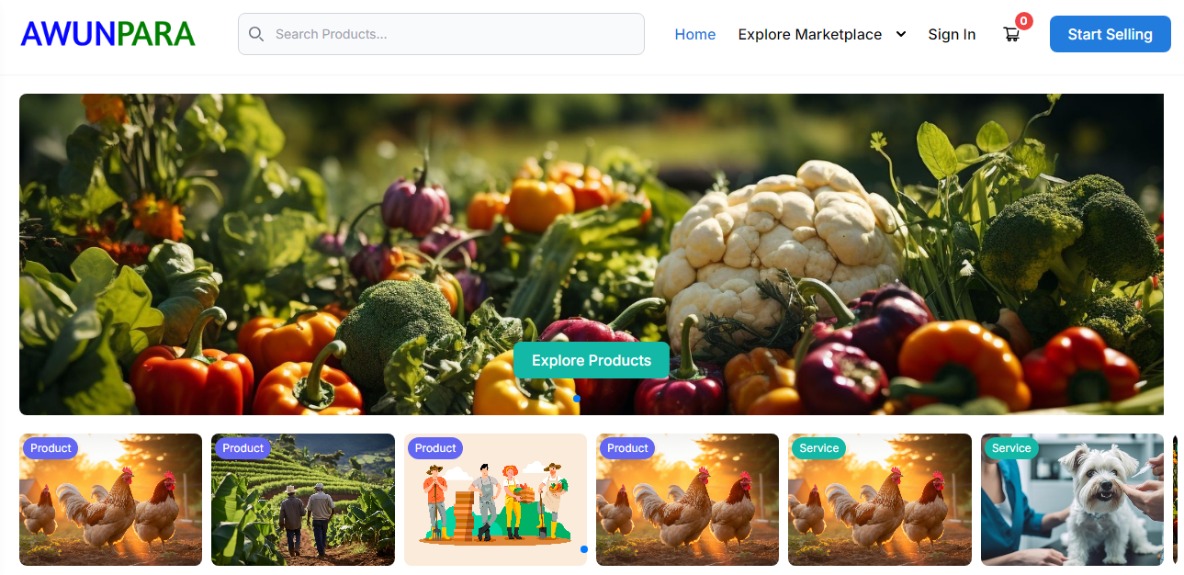 AWUNPARA
Search Products...
Home
Explore Marketplace
Sign In
0
Start Selling
Explore Products
Product
Product
Product
Product
Service
Service